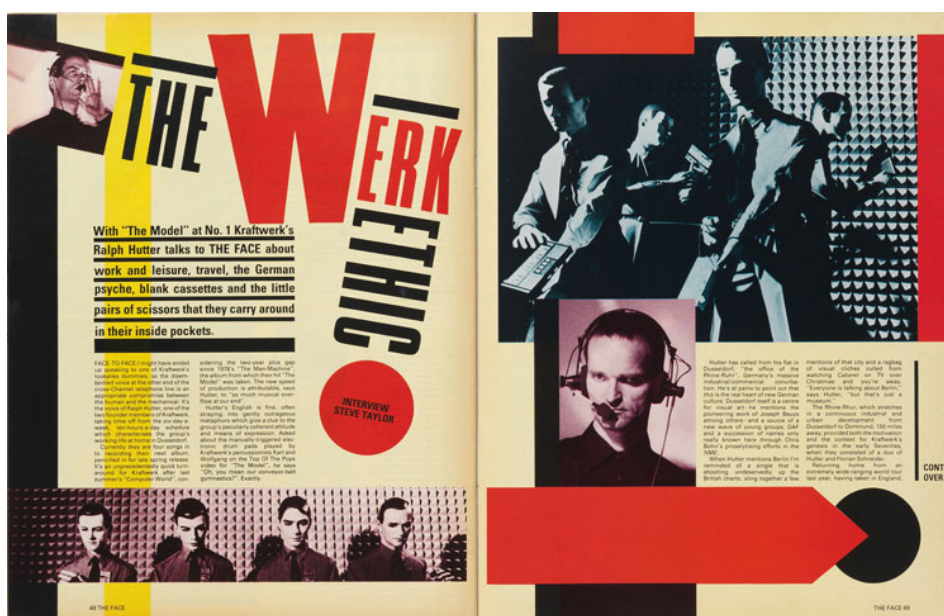 THE
WERK
ETHIC
With "The Model" at No. 1 Kraftwerk's
Ralph Hutter talks to THE FACE about
work and leisure, travel, the German
psyche, blank cassettes and the little
pairs of scissors that they carry around
in their inside pockets.
FACE-TO-FACE I might have ended
up speaking to one of Kraftwerk's
lookalike dummies, so the disem-
bodied voice at the other end of the
cross-Channel telephone line is an
appropriate compromise between
the human and the mechanical. It's
the voice of Ralph Hutter, one of the
two founder members of Kraftwerk,
taking time off from the six-day-a-
week, ten-hours-a-day schedule
which characterises the group's
working life at home in Dusseldorf.
Currently they are four songs in
to recording their next album,
pencilled in for late spring release.
It's an unprecedentedly quick turn-
around for Kraftwerk after last
summer's "Computer World", con-
sidering the two-year plus gap
since 1978's "The Man-Machine",
the album from which their hit "The
Model" was taken. The new speed
of production is attributable, says
Hutter, to "as much musical over-
flow at our end".
Hutter's English is fine, often
straying into gently outrageous
metaphors which give a clue to the
group's peculiarly coherent attitude
and means of expression. Asked
about the manually-triggered elec-
tronic drum pads played by
Kraftwerk's percussionists Karl and
Wolfgang on the Top Of The Pops
video for "The Model", he says
"Oh, you mean our conveyor-belt
gymnastics?". Exactly.
INTERVIEW
STEVE TAYLOR
48 THE FACE
Hutter has called from his flat in
Dusseldorf, "the office of the
Rhine-Ruhr", Germany's massive
industrial/commercial conurba-
tion. He's at pains to point out that
this is the real heart of new German
culture. Dusseldorf itself is a centre
for visual art–he mentions the
pioneering work of Joseph Beuys
among others–and a source of a
new wave of young groups, DAF
and a succession of names only
really known here through Chris
Bohn's proselytising efforts in the
NME.
When Hutter mentions Berlin I'm
reminded of a single that is
shooting, undeservedly, up the
British charts: sling together a few
mentions of that city and a ragbag
of visual cliches culled from
watching Cabaret on TV over
Christmas and you're away.
"Everyone is talking about Berlin,"
says Hutter, "but that's just a
museum."
The Rhine-Rhur, which stretches
in a continuous industrial and
urban development from
Dusseldorf to Dortmund, 150 miles
away, provided both the motivation
and the context for Kraftwerk's
genesis in the early Seventies,
when they consisted of a duo of
Hutter and Florian Schneider.
Returning home from an
extremely wide-ranging world tour
last year, having taken in England,
CONT
OVER
THE FACE 49